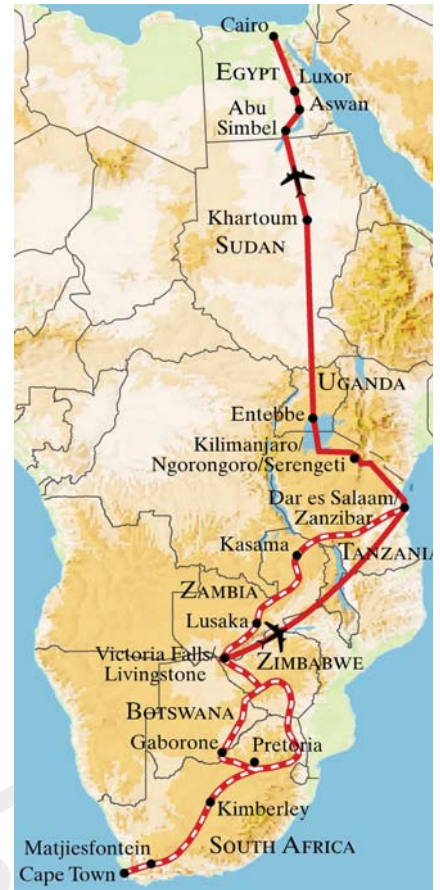 Cairo
EGYPT
Luxor
Abu
Simbel
Aswan
Khartoum
SUDAN
UGANDA
Entebbe
Kilimanjaro/
Ngorongoro/Serengeti
Dar es Salaam/
Zanzibar
Kasama
TANZANIA
ZAMBIA
Lusaka
Victoria Falls/
Livingstone
ZIMBABWE
BOTSWANA
Gaborone
Pretoria
Kimberley
Matjiesfontein
SOUTH AFRICA
Cape Town